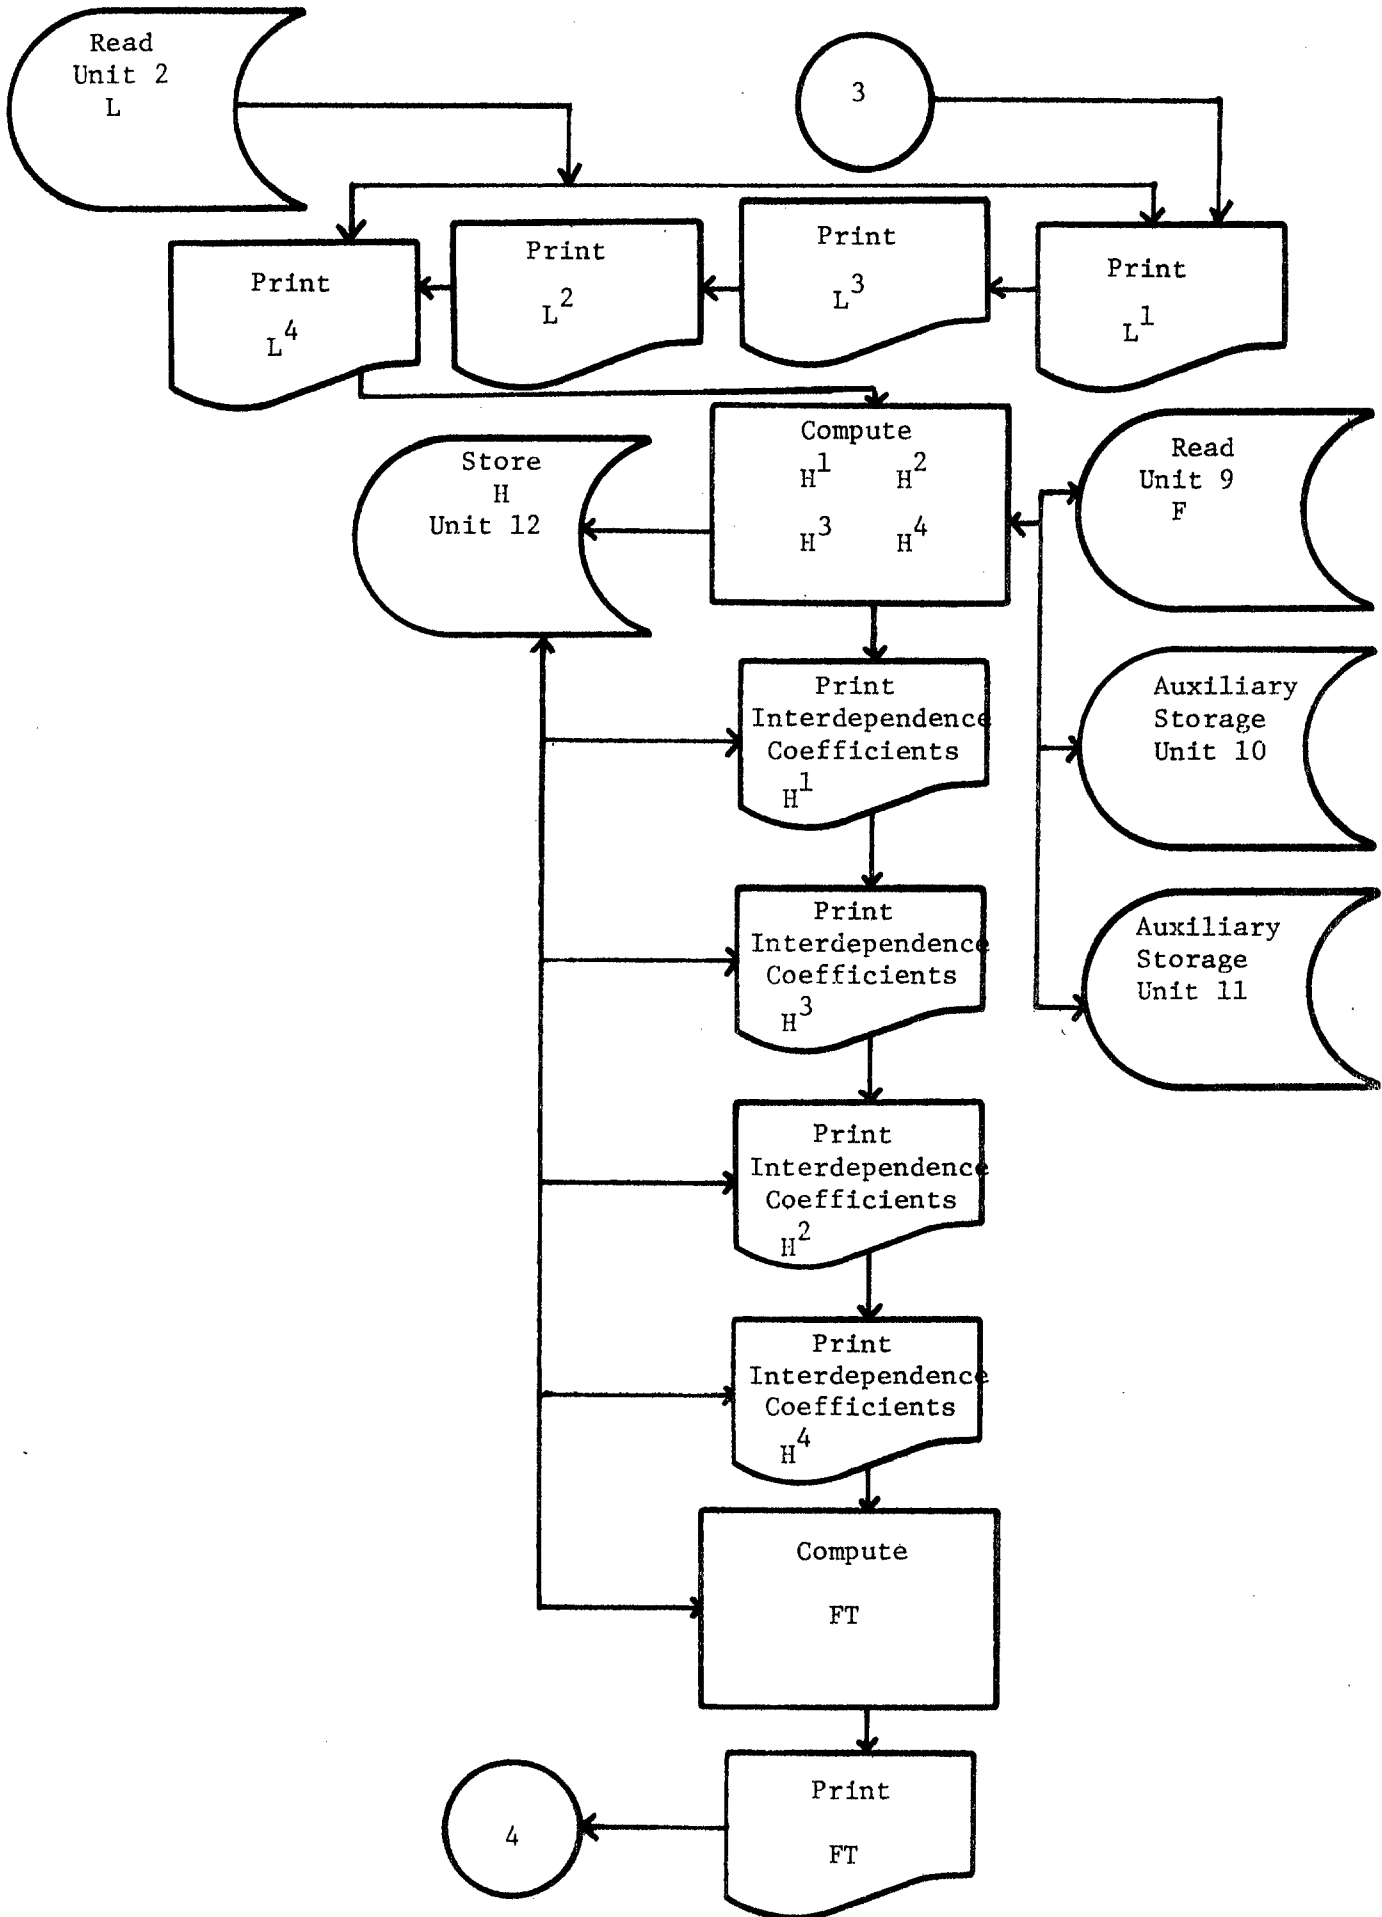 Read
Unit 2
L
3
Print
L4
Print
L2
Print
L3
Print
L1
Compute
H1 H2
H3 H4
Store
H
Unit 12
Read
Unit 9
F
Print
Interdependence
Coefficients
H1
Auxiliary
Storage
Unit 10
Print
Interdependence
Coefficients
H3
Auxiliary
Storage
Unit 11
Print
Interdependence
Coefficients
H2
Print
Interdependence
Coefficients
H4
Compute
FT
Print
FT
4